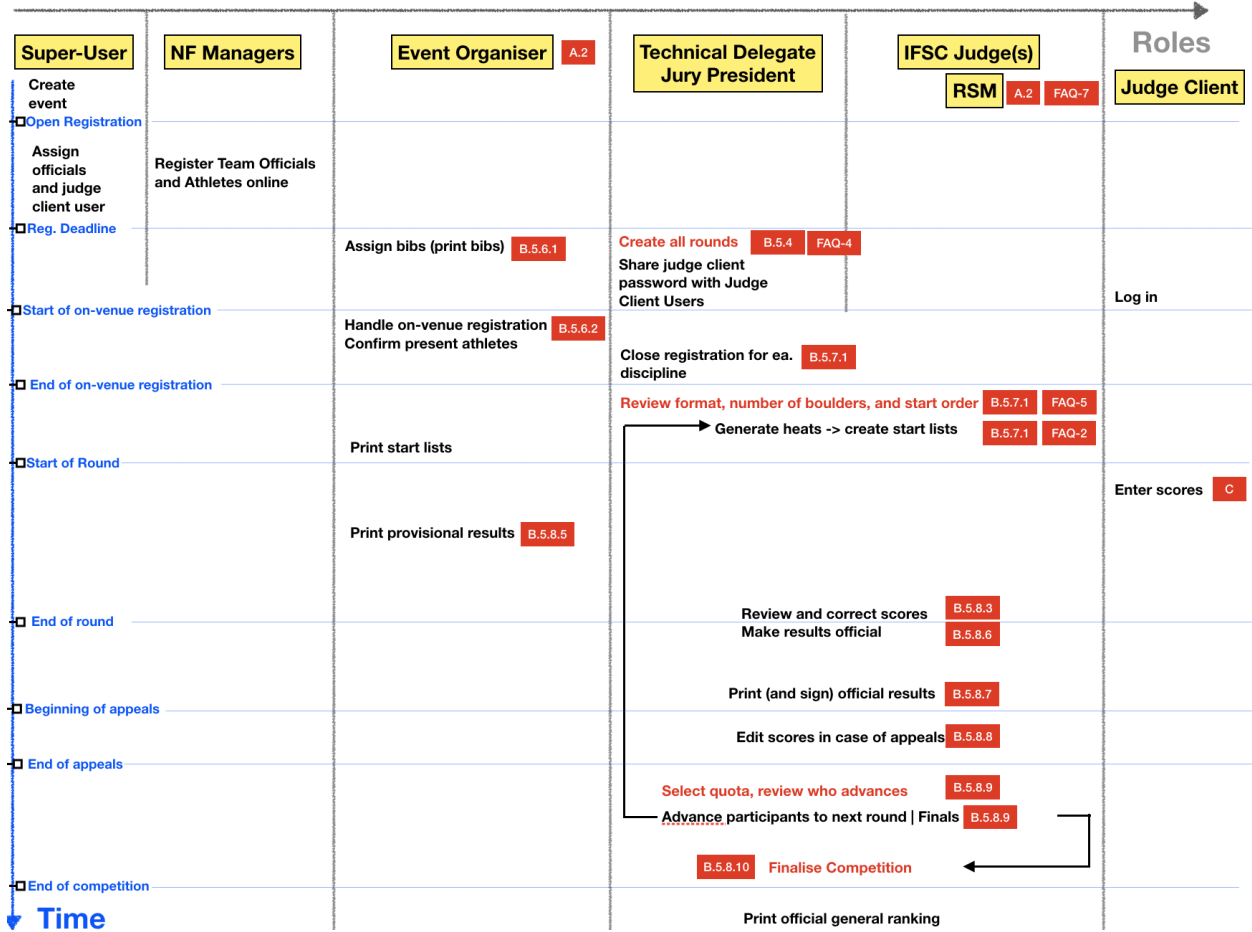 Roles
Super-User
NF Managers
Event Organiser
A.2
Technical Delegate
Jury President
IFSC Judge(s)
RSM
A.2
FAQ-7
Judge Client
Create
event
Open Registration
Assign
officials
and judge
client user
Register Team Officials
and Athletes online
Reg. Deadline
Assign bibs (print bibs)
B.5.6.1
Create all rounds
B.5.4
FAQ-4
Share judge client
password with Judge
Client Users
Log in
Start of on-venue registration
Handle on-venue registration
Confirm present athletes
B.5.6.2
Close registration for ea.
discipline
B.5.7.1
End of on-venue registration
Review format, number of boulders, and start order
B.5.7.1
FAQ-5
Generate heats -> create start lists
B.5.7.1
FAQ-2
Print start lists
Start of Round
Enter scores
C
Print provisional results
B.5.8.5
Review and correct scores
B.5.8.3
End of round
Make results official
B.5.8.6
Print (and sign) official results
B.5.8.7
Beginning of appeals
Edit scores in case of appeals
B.5.8.8
End of appeals
Select quota, review who advances
B.5.8.9
Advance participants to next round | Finals
B.5.8.9
B.5.8.10
Finalise Competition
End of competition
Time
Print official general ranking